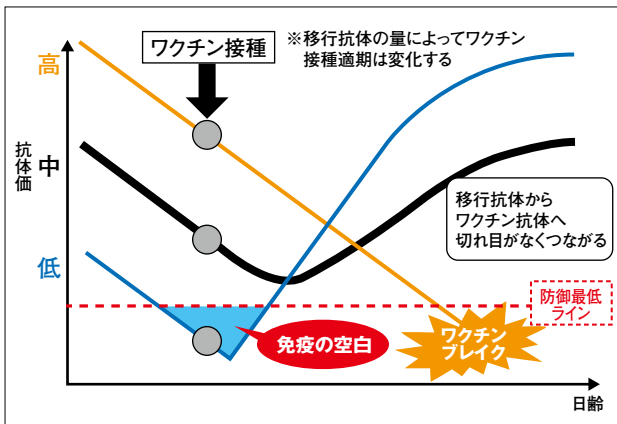 ワクチン接種
※移行抗体の量によってワクチン
接種適期は変化する
高
中
低
抗体価
移行抗体から
ワクチン抗体へ
切れ目がなくつながる
防御最低
ライン
免疫の空白
ワクチン
ブレイク
日齢